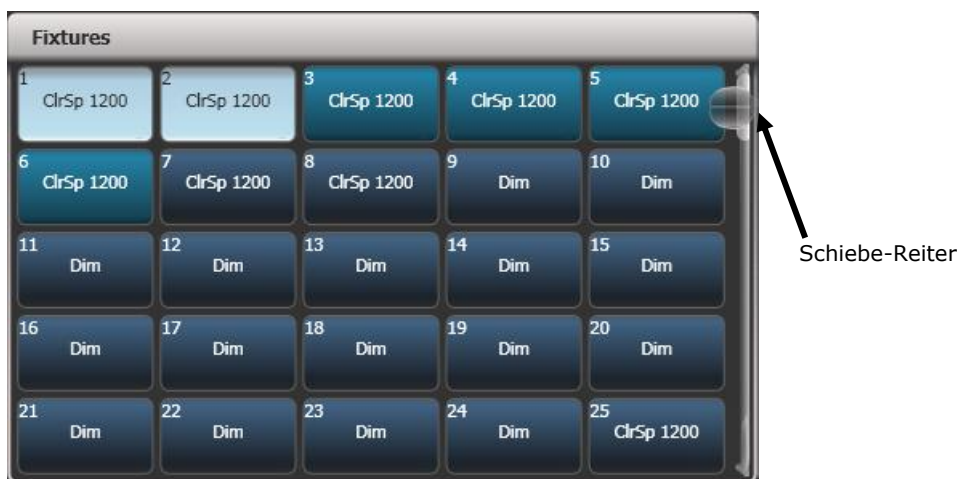 Fixtures
1 2 3 4 5
ClrSp 1200 ClrSp 1200 ClrSp 1200 ClrSp 1200 ClrSp 1200
6 7 8 9 10
ClrSp 1200 ClrSp 1200 ClrSp 1200 Dim Dim
Schiebe-Reiter
11 12 13 14 15
Dim Dim Dim Dim Dim
16 17 18 19 20
Dim Dim Dim Dim Dim
21 22 23 24 25
Dim Dim Dim Dim ClrSp 1200